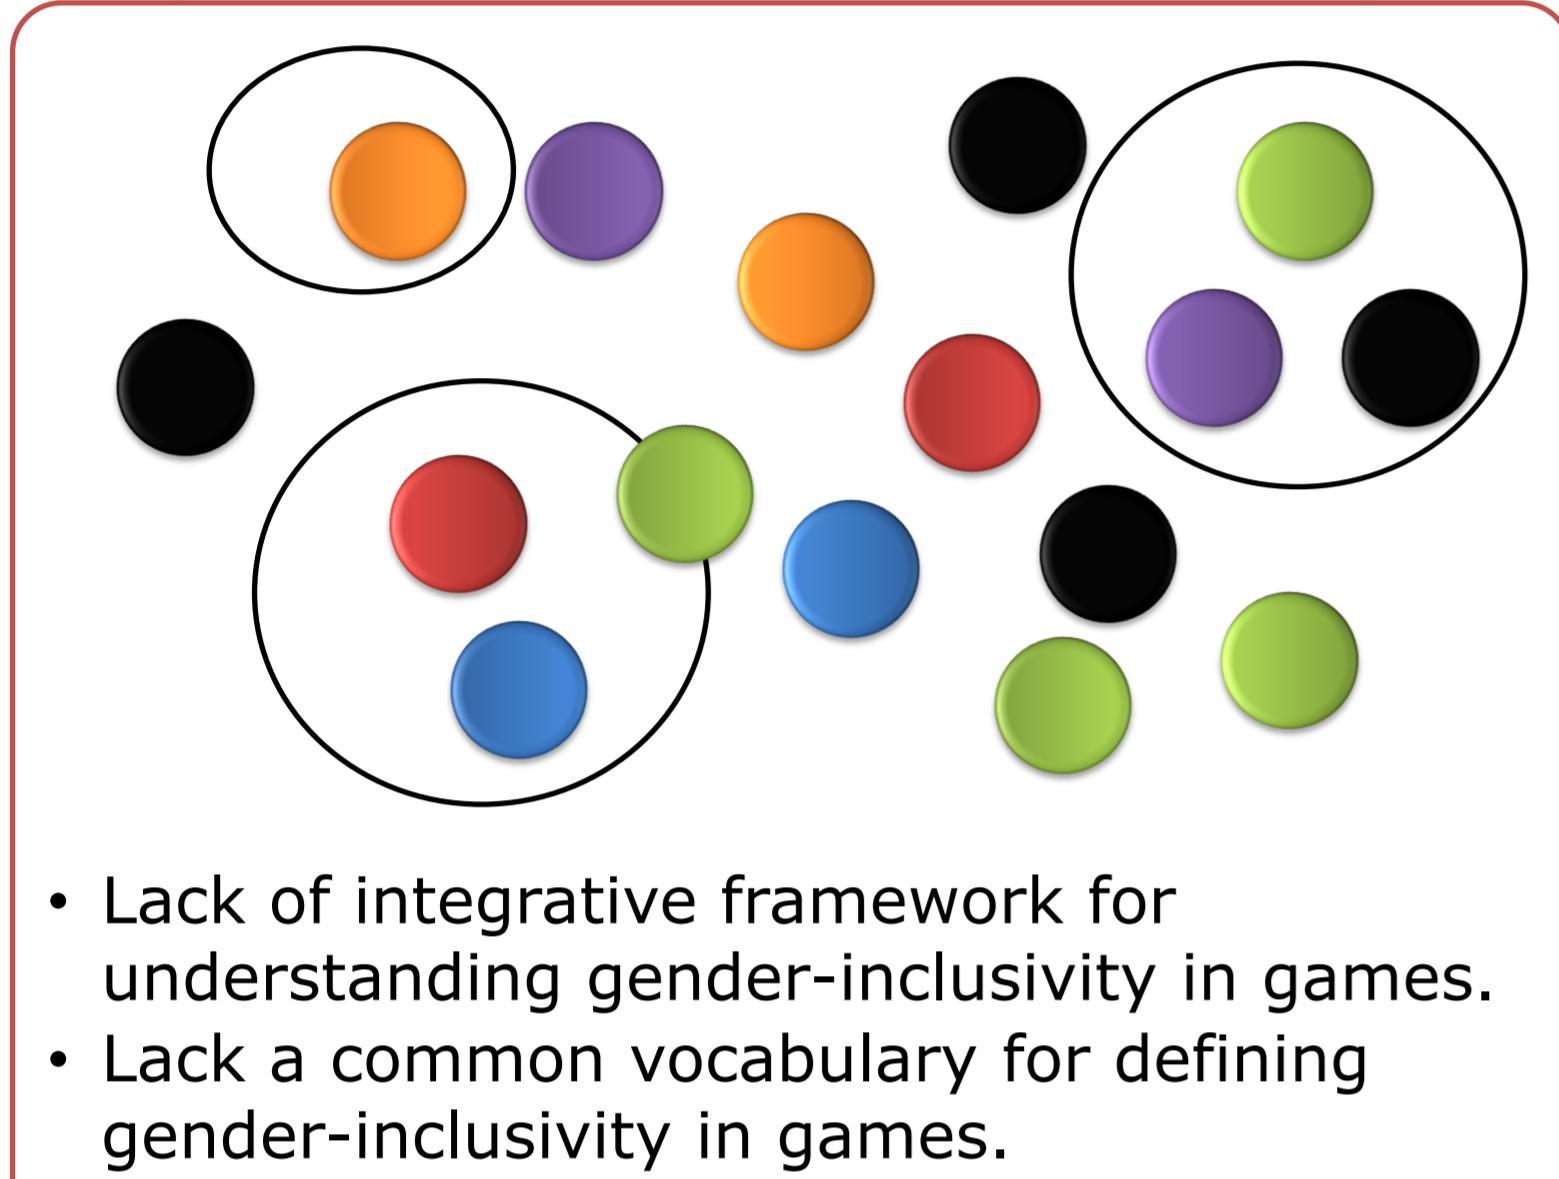 • Lack of integrative framework for
understanding gender-inclusivity in games.
• Lack a common vocabulary for defining
gender-inclusivity in games.